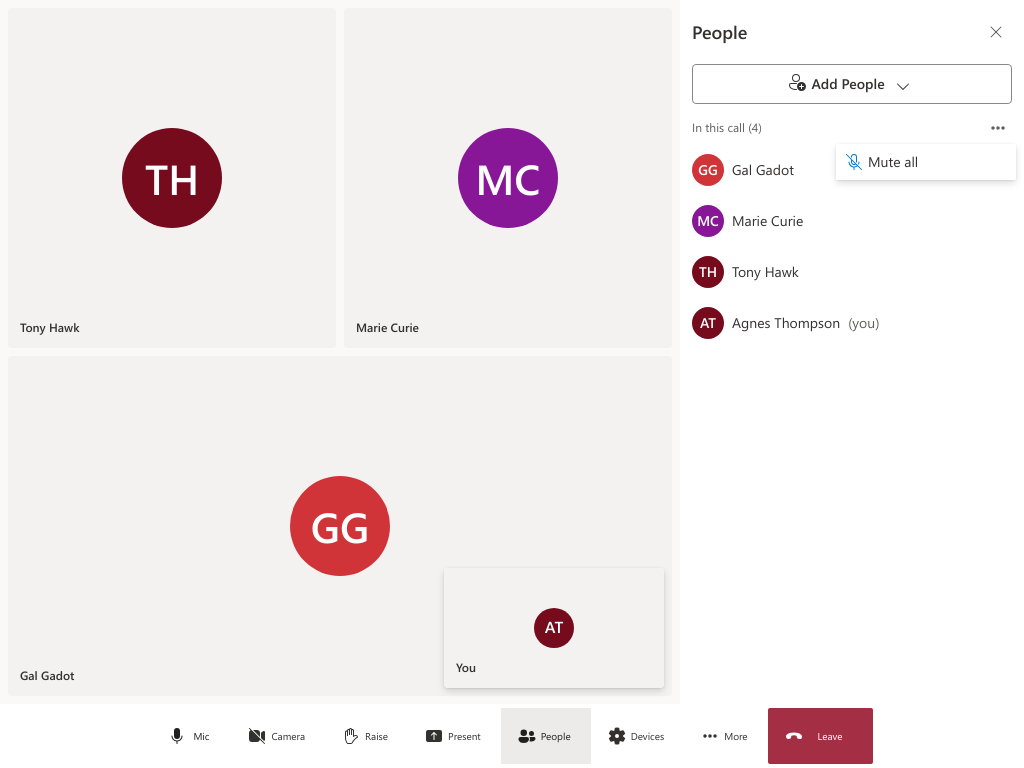 TH
Tony Hawk
MC
Marie Curie
GG
Gal Gadot
AT
You
People
Add People
In this call (4)
Mute all
GG Gal Gadot
MC Marie Curie
TH Tony Hawk
AT Agnes Thompson (you)
Mic Camera Raise Present People Devices More Leave